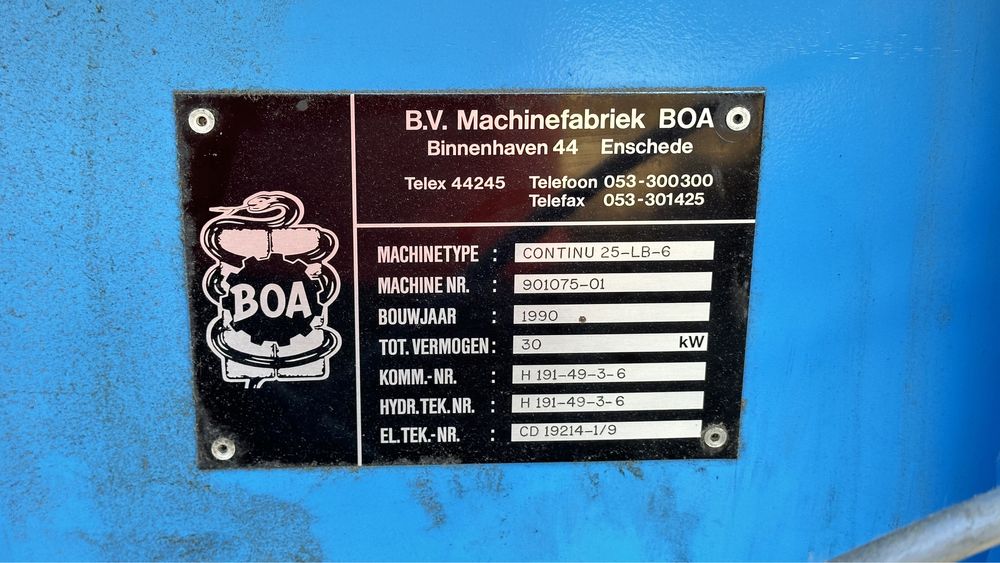 B.V. Machinefabriek BOA
Binnenhaven 44 Enschede
Telex 44245 Telefoon 053-300300
Telefax 053-301425
BOA
MACHINETYPE : CONTINU 25-LB-6
MACHINE NR. : 901075-01
BOUWJAAR : 1990
TOT. VERMOGEN : 30 kW
KOMM.-NR. : H 191-49-3-6
HYDR.TEK.NR. : H 191-49-3-6
EL.TEK.-NR. : CD 19214-1/9